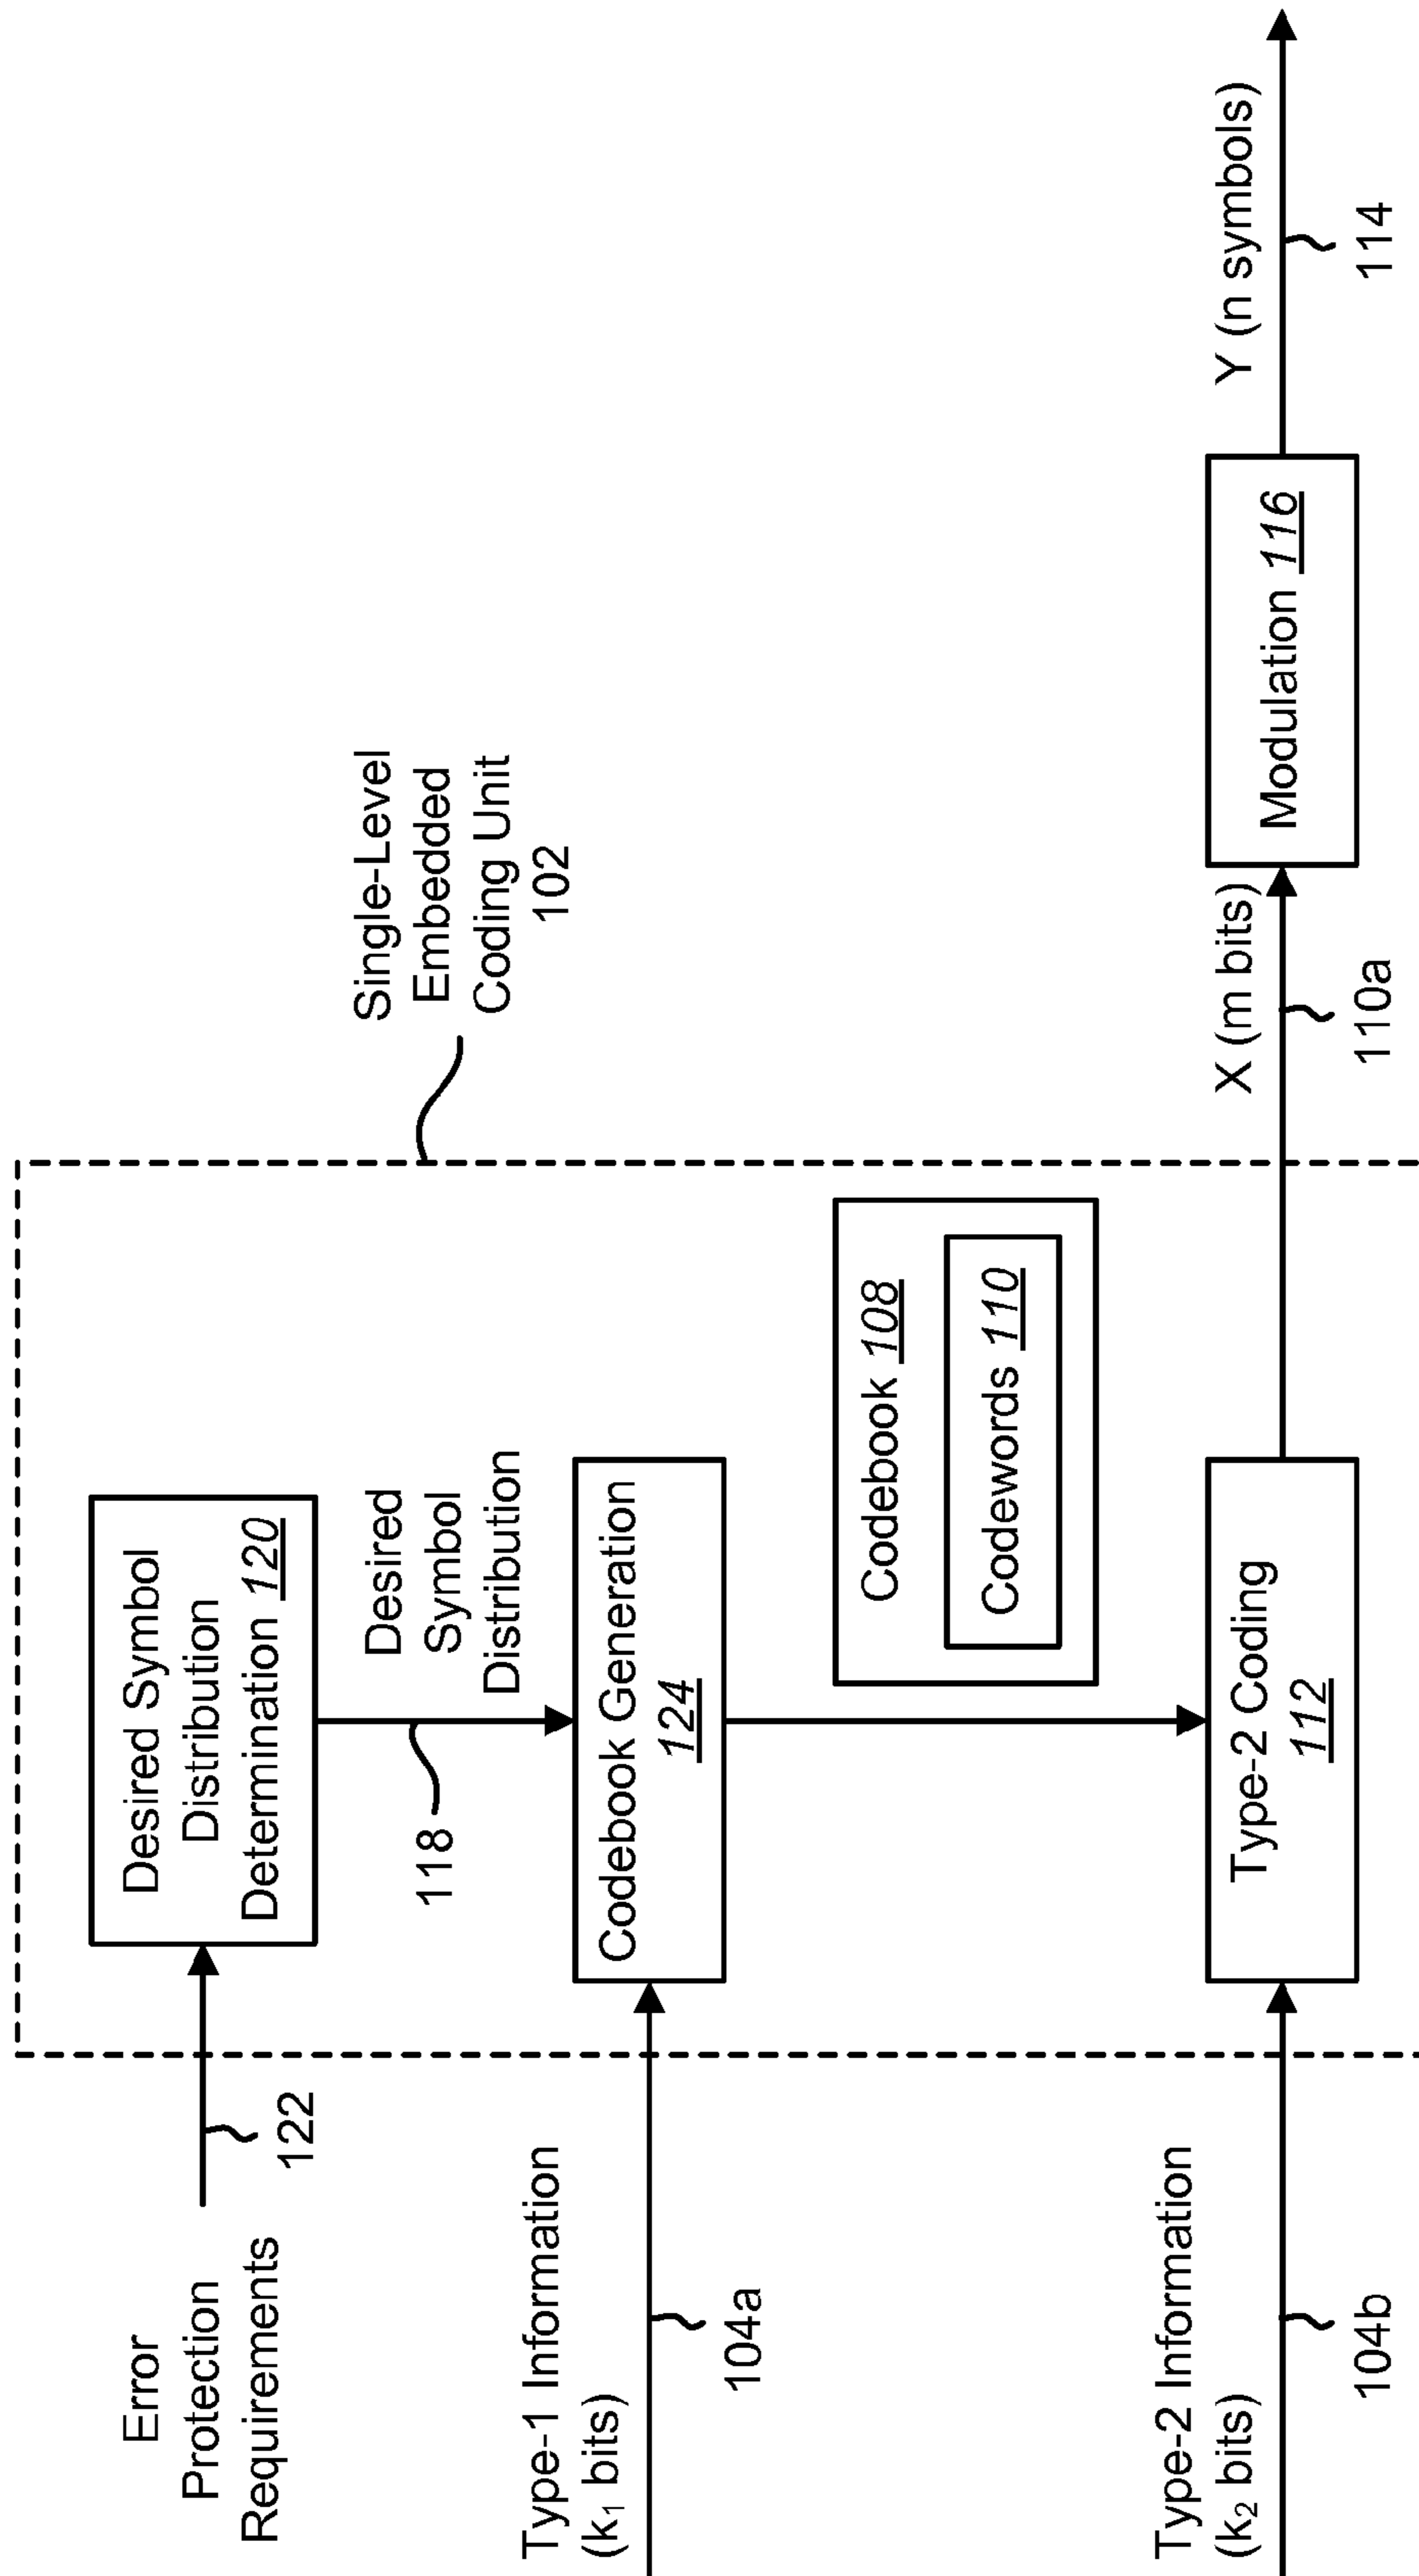 Error
Protection
Requirements
122
Desired Symbol
Distribution
Determination 120
118
Desired
Symbol
Distribution
Single-Level
Embedded
Coding Unit
102
Type-1 Information
(k₁ bits)
104a
Codebook Generation
124
Codebook 108
Codewords 110
Type-2 Information
(k₂ bits)
104b
Type-2 Coding
112
X (m bits)
110a
Modulation 116
Y (n symbols)
114